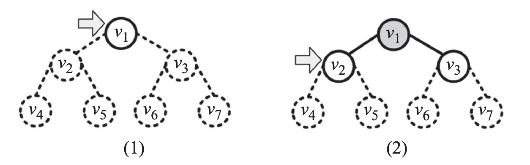 v1 v1
v2 v3 v2 v3
v4 v5 v6 v7 v4 v5 v6 v7
(1) (2)